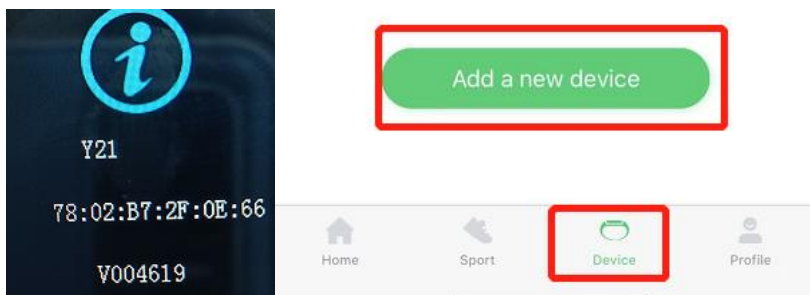 i
Y21
78:02:B7:2F:0E:66
V004619
Add a new device
Home
Sport
Device
Profile